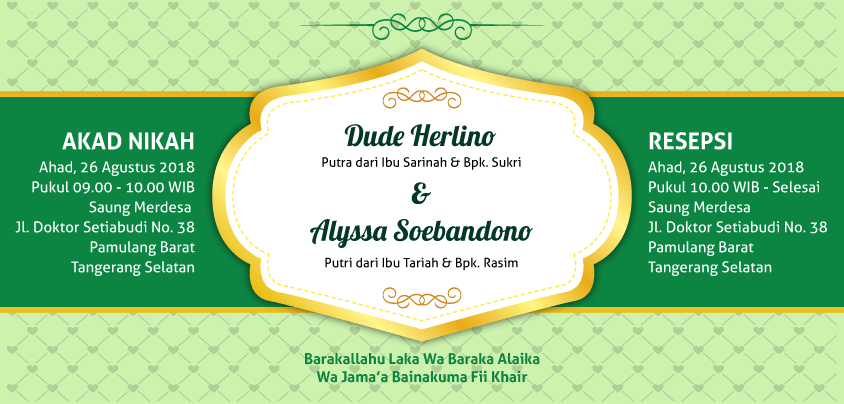 AKAD NIKAH
Ahad, 26 Agustus 2018
Pukul 09.00 - 10.00 WIB
Saung Merdesa
Jl. Doktor Setiabudi No. 38
Pamulang Barat
Tangerang Selatan
Dude Herlino
Putra dari Ibu Sarinah & Bpk. Sukri
&
Alyssa Soebandono
Putri dari Ibu Tariah & Bpk. Rasim
RESEPSI
Ahad, 26 Agustus 2018
Pukul 10.00 WIB - Selesai
Saung Merdesa
Jl. Doktor Setiabudi No. 38
Pamulang Barat
Tangerang Selatan
Barakallahu Laka Wa Baraka Alaika
Wa Jama’a Bainakuma Fii Khair